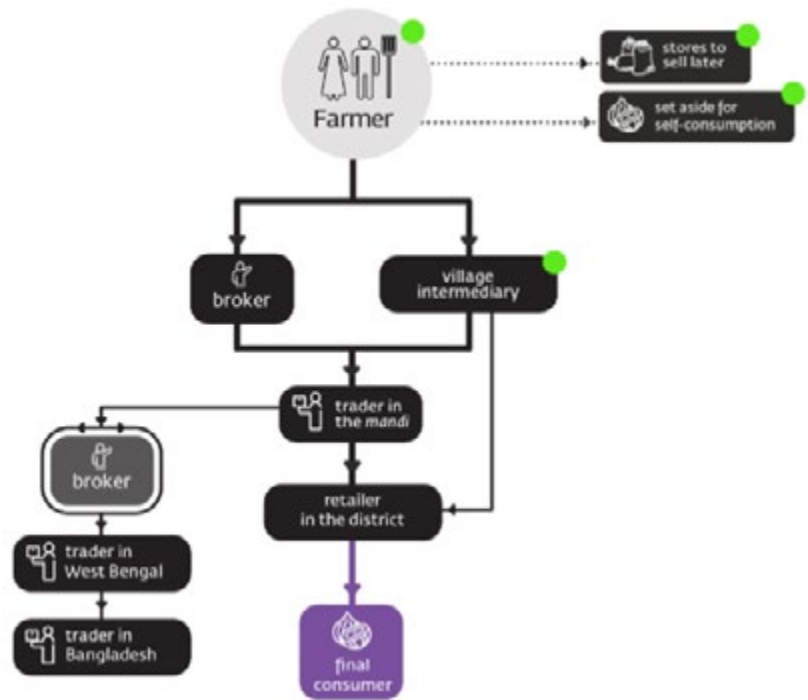 Farmer
stores to
sell later
set aside for
self-consumption
broker
village
intermediary
trader in
the mandi
broker
retailer
in the district
trader in
West Bengal
trader in
Bangladesh
final
consumer